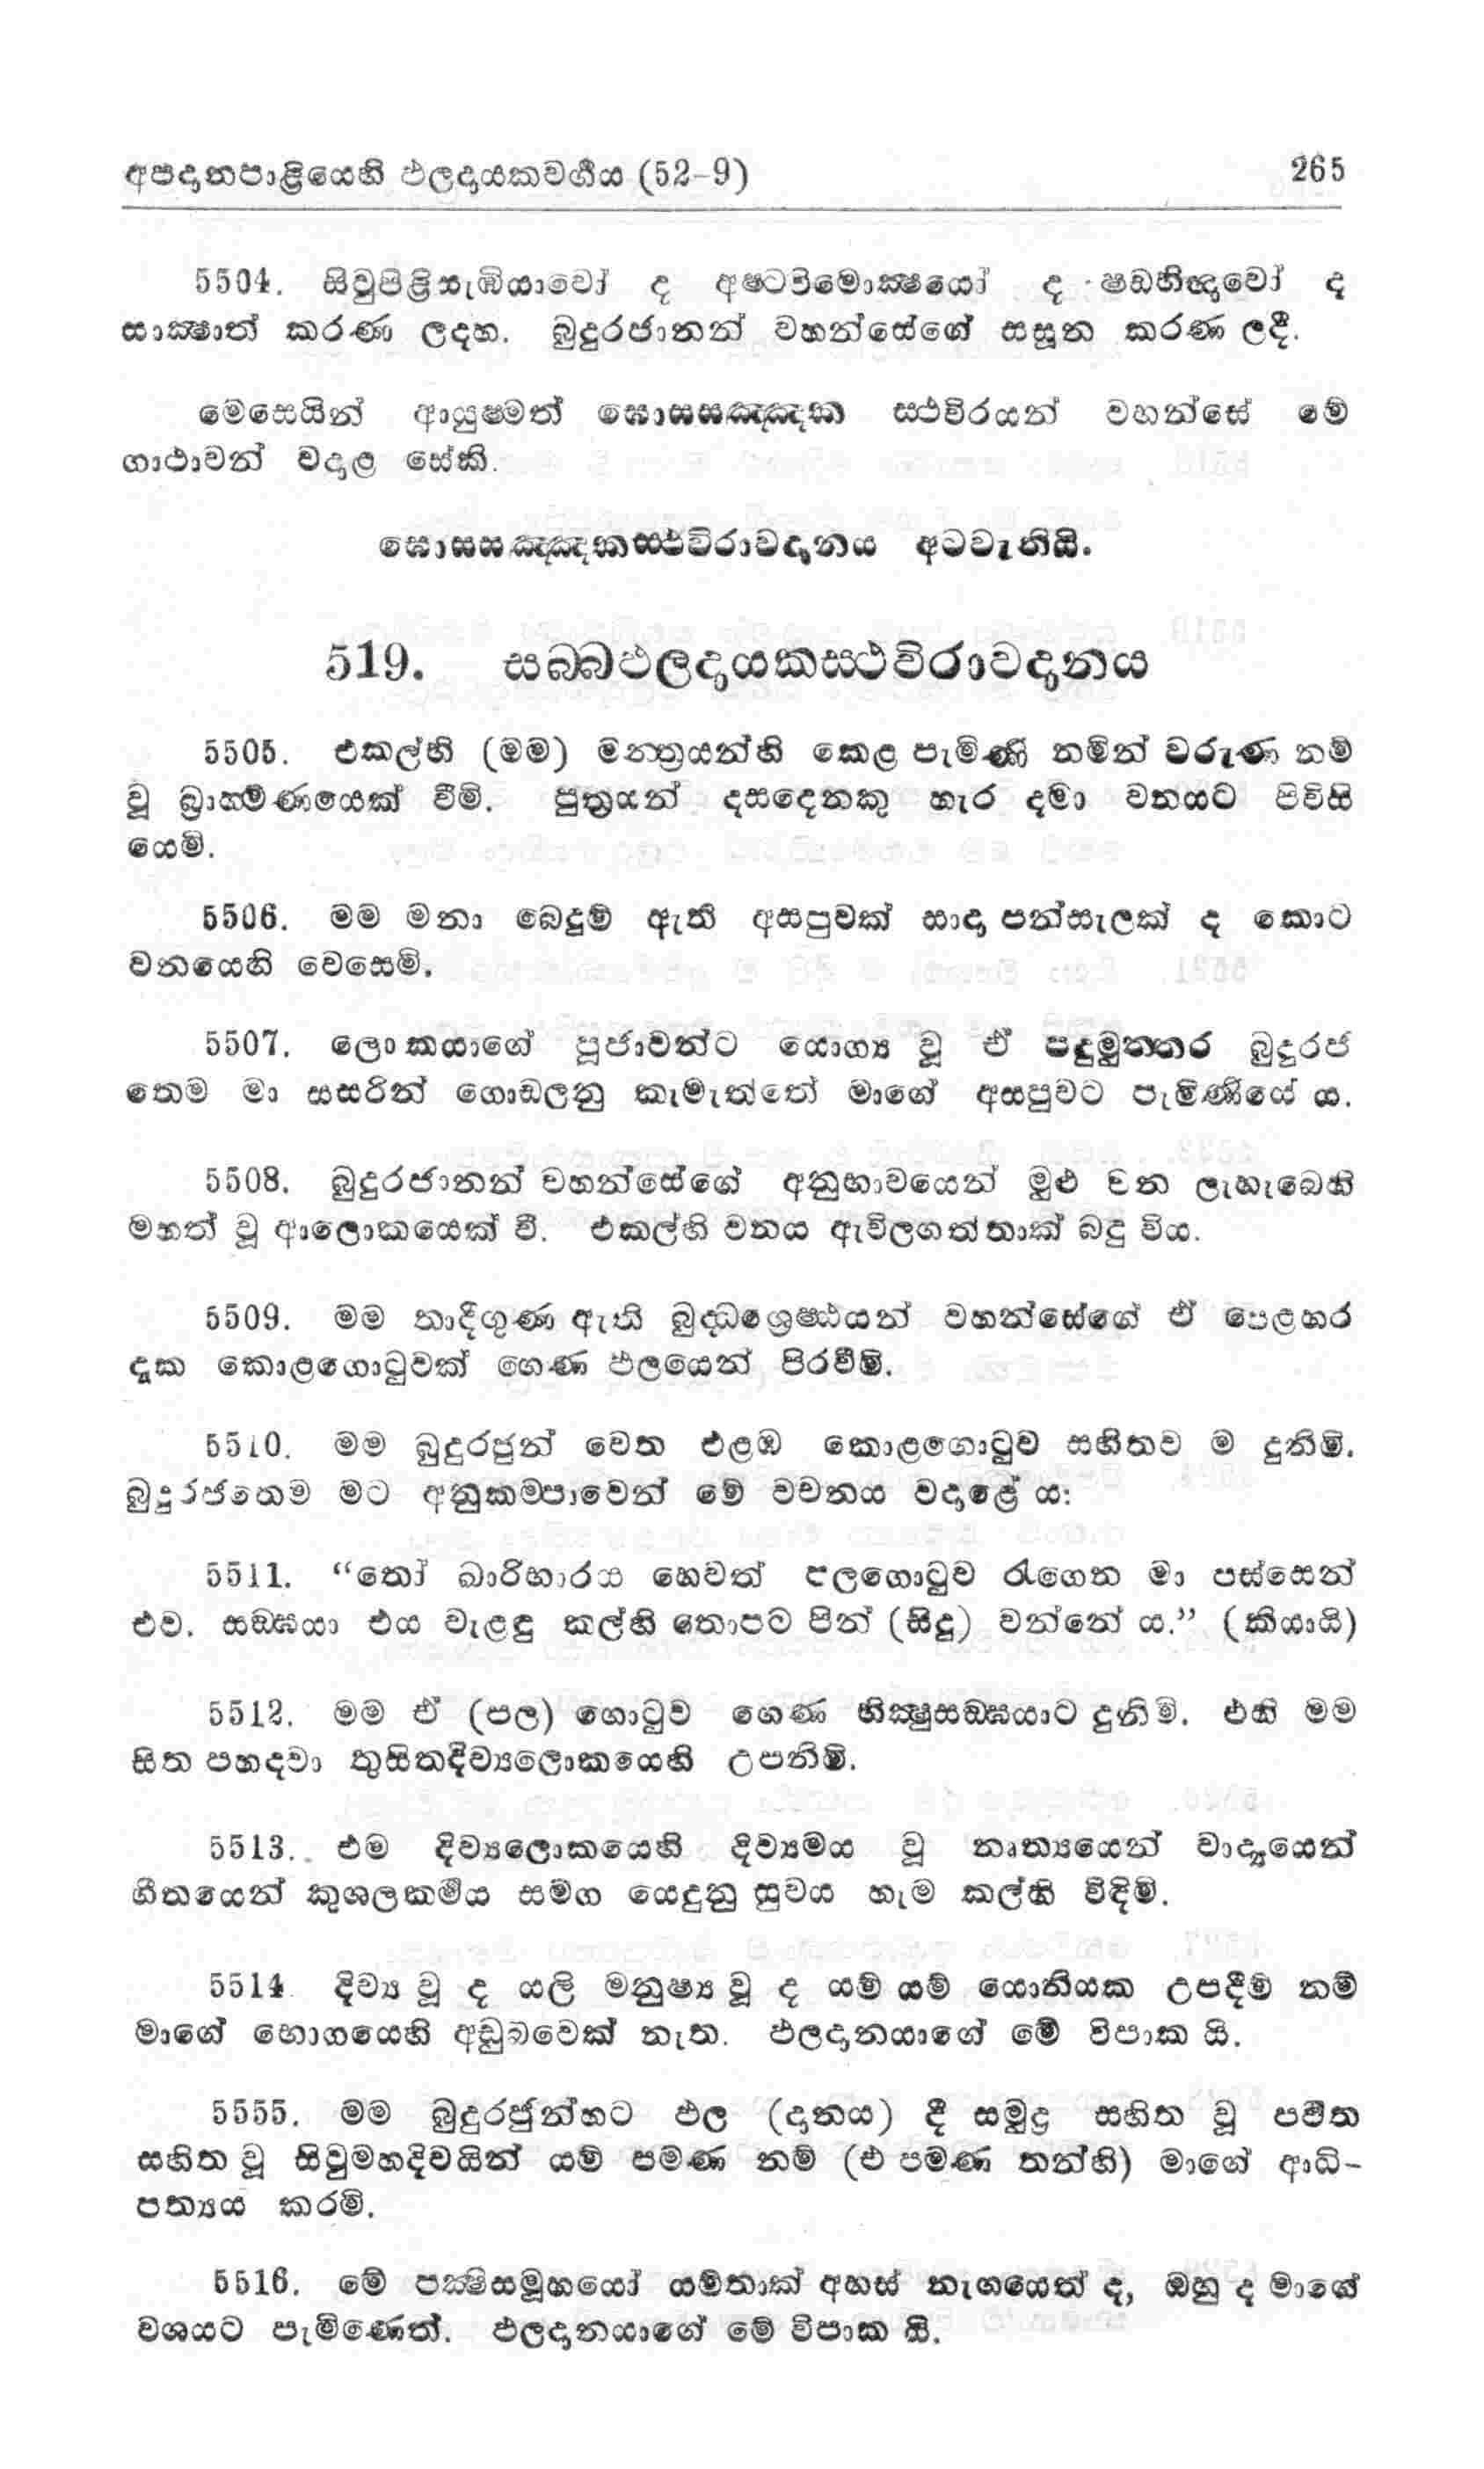 අපදානපාළියෙහි ඵලදායකවර්‍ගය (52-9) 265
5504. සිවුපිළිසැඹියාවෝ ද අෂ්ටවිමොක්‍ෂයෝ ද ෂඩභිඥාවෝ ද
සාක්‍ෂාත් කරණ ලදහ. බුදුරජානන් වහන්සේගේ සසූන කරණ ලදී.
මෙසෙයින් ආයුෂ්මත් ඝොසසඤ්ඤක ස්ථවිරයන් වහන්සේ මේ
ගාථාවන් වදාළ සේකි.
ඝොසසඤ්ඤකස්ථවිරාවදානය අටවැනියි.
519. සබ්බඵලදායකස්ථවිරාවදානය
5505. එකල්හි (මම) මන්ත්‍රයන්හි කෙළ පැමිණි නමින් වරුණ නම්
වූ බ්‍රාහ්මණයෙක් වීමි. පුත්‍රයන් දසදෙනකු හැර දමා වනයට පිවිසි
යෙමි.
5506. මම මනා බෙදුම් ඇති අසපුවක් සාදා පන්සැලක් ද කොට
වනයෙහි වෙසෙමි.
5507. ලොකයාගේ පූජාවන්ට යොග්‍ය වූ ඒ පදුමුත්තර බුදුරජ
තෙම මා සසරින් ගොඩලනු කැමැත්තේ මාගේ අසපුවට පැමිණියේ ය.
5508. බුදුරජානන් වහන්සේගේ අනුභාවයෙන් මුළු වන ලැහැබෙහි
මහත් වූ ආලොකයෙක් වී. එකල්හි වනය ඇවිලගත්තාක් බදු විය.
5509. මම තාදිගුණ ඇති බුද්ධශ්‍රෙෂ්ඨයන් වහන්සේගේ ඒ පෙළහර
දැක කොළගොටුවක් ගෙණ ඵලයෙන් පිරවීමි.
5510. මම බුදුරජුන් වෙත එළඹ කොළගොටුව සහිතව ම දුනිමි.
බුදුරජතෙම මට අනුකම්පාවෙන් මේ වචනය වදාළේ ය:
5511. “තෝ ඛාරිභාරය හෙවත් පලගොටුව රැගෙන මා පස්සෙන්
එව. සඞ්ඝයා එය වැළඳු කල්හි තොපට පින් (සිදු) වන්නේ ය.” (කියායි)
5512. මම ඒ (පල) ගොටුව ගෙණ භික්‍ෂුසඞ්ඝයාට දුනිමි. එහි මම
සිත පහදවා තුසිතදිව්‍යලොකයෙහි උපනිමි.
5513. එම දිව්‍යලොකයෙහි දිව්‍යමය වූ නෘත්‍යයෙන් වාද්‍යයෙන්
ගීතයෙන් කුශලකර්‍මය සමග යෙදුනු සුවය හැම කල්හි විඳිමි.
5514 දිව්‍ය වූ ද යලි මනුෂ්‍ය වූ ද යම් යම් යොනියක උපදීම් නම්
මාගේ භොගයෙහි අඩුබවෙක් නැත. ඵලදානයාගේ මේ විපාක යි.
5555. මම බුදුරජුන්හට ඵල (දානය) දී සමුද්‍ර සහිත වූ පර්‍වත
සහිත වූ සිවුමහදිවයින් යම් පමණ නම් (එ පමණ තන්හි) මාගේ ආධි-
පත්‍යය කරමි.
5516. මේ පක්‍ෂිසමූහයෝ යම්තාක් අහස් නැගයෙත් ද, ඔහු ද මාගේ
වශයට පැමිණෙත්. ඵලදානයාගේ මේ විපාක යි.